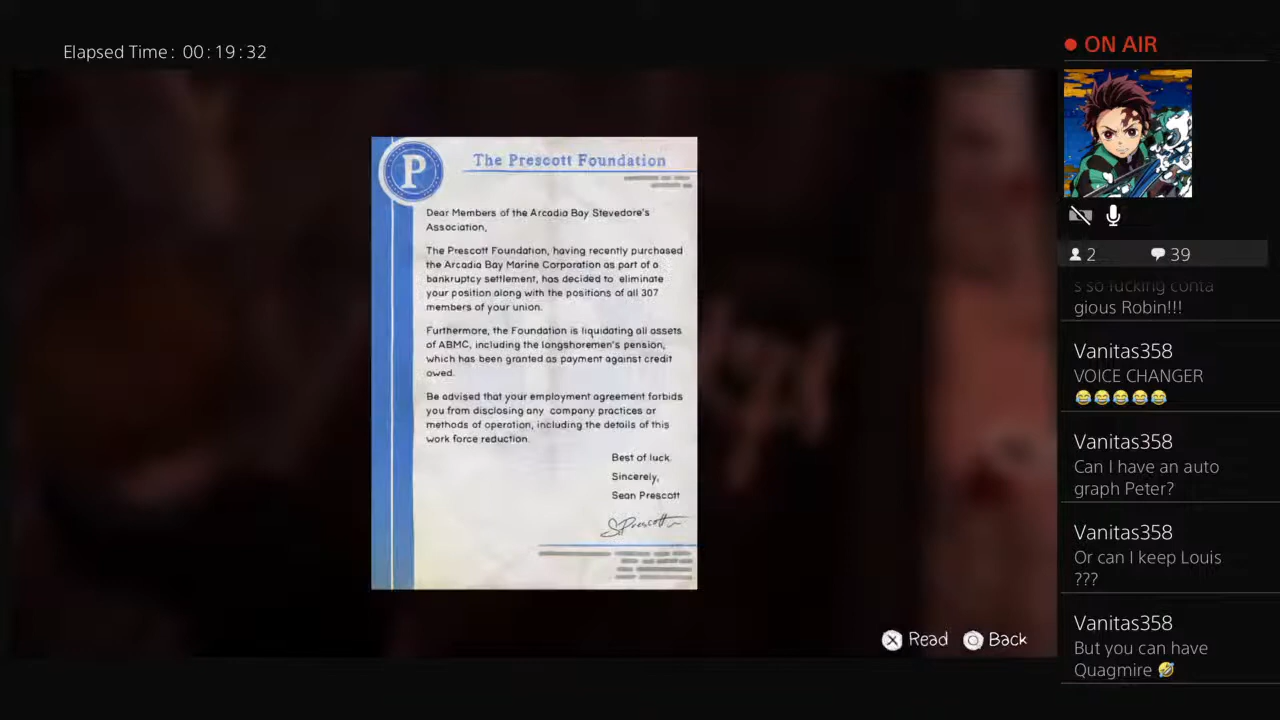 Elapsed Time: 00:19:32
ON AIR
P
The Prescott Foundation
Dear Members of the Arcadia Bay Stevedore's
Association,
The Prescott Foundation, having recently purchased
the Arcadia Bay Marine Corporation as part of a
bankruptcy settlement, has decided to eliminate
your position along with the positions of all 307
members of your union.
Furthermore, the Foundation is liquidating all assets
of ABMC, including the longshoremen's pension,
which has been granted as payment against credit
owed.
Be advised that your employment agreement forbids
you from disclosing any company practices or
methods of operation, including the details of this
work force reduction.
Best of luck.
Sincerely,
Sean Prescott
SPrescott
Read
Back
2
39
s so fucking conta
gious Robin!!!
Vanitas358
VOICE CHANGER
😂😂😂😂😂
Vanitas358
Can I have an auto
graph Peter?
Vanitas358
Or can I keep Louis
???
Vanitas358
But you can have
Quagmire 🤣